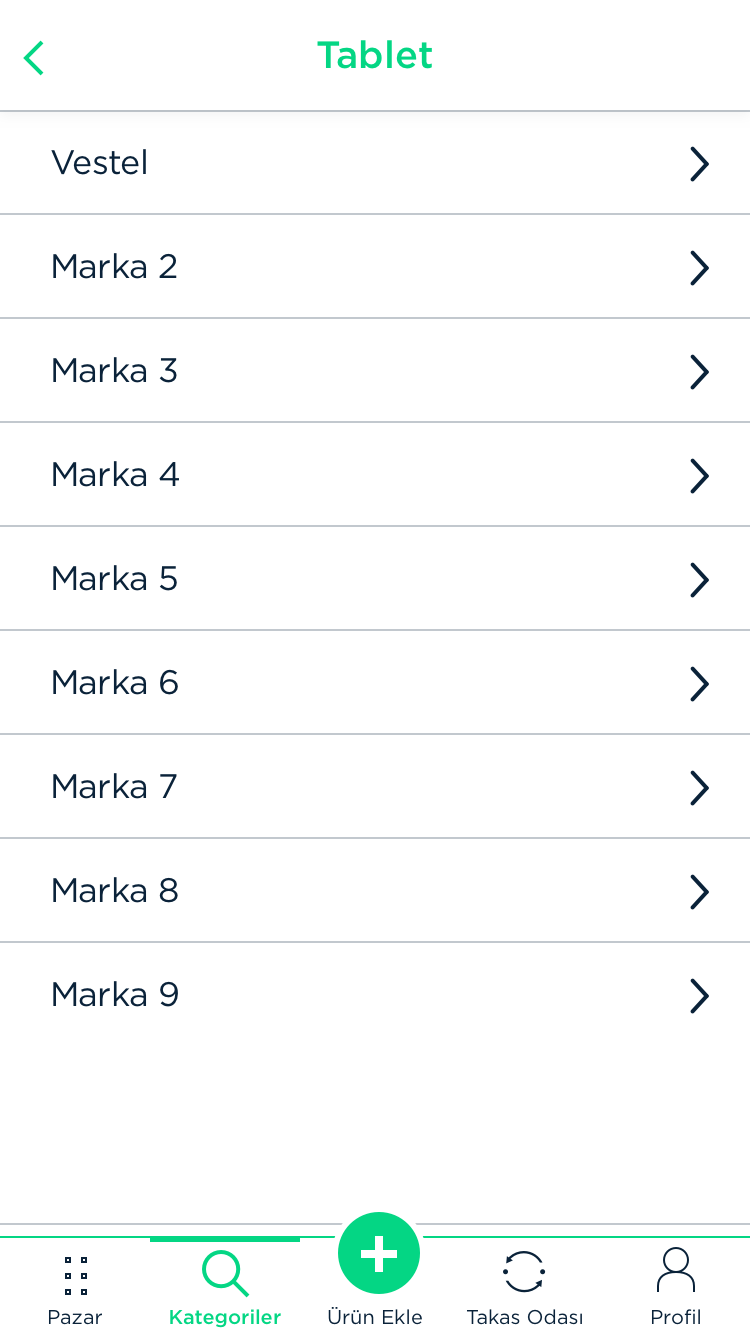 Tablet
Vestel
Marka 2
Marka 3
Marka 4
Marka 5
Marka 6
Marka 7
Marka 8
Marka 9
Pazar
Kategoriler
Ürün Ekle
Takas Odası
Profil